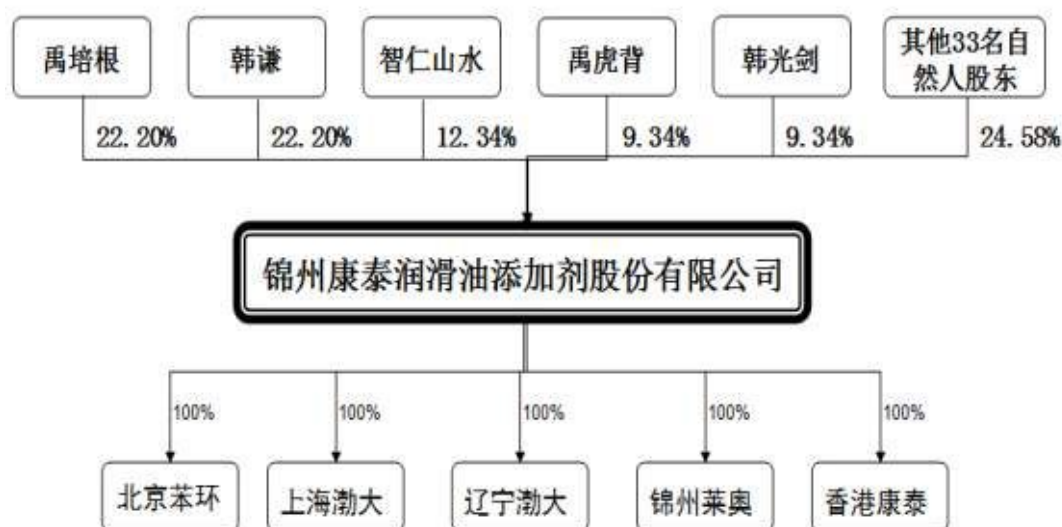 禹培根
韩谦
智仁山水
禹虎背
韩光剑
其他33名自
然人股东
22.20%
22.20%
12.34%
9.34%
9.34%
24.58%
锦州康泰润滑油添加剂股份有限公司
100%
100%
100%
100%
100%
北京苯环
上海渤大
辽宁渤大
锦州莱奥
香港康泰